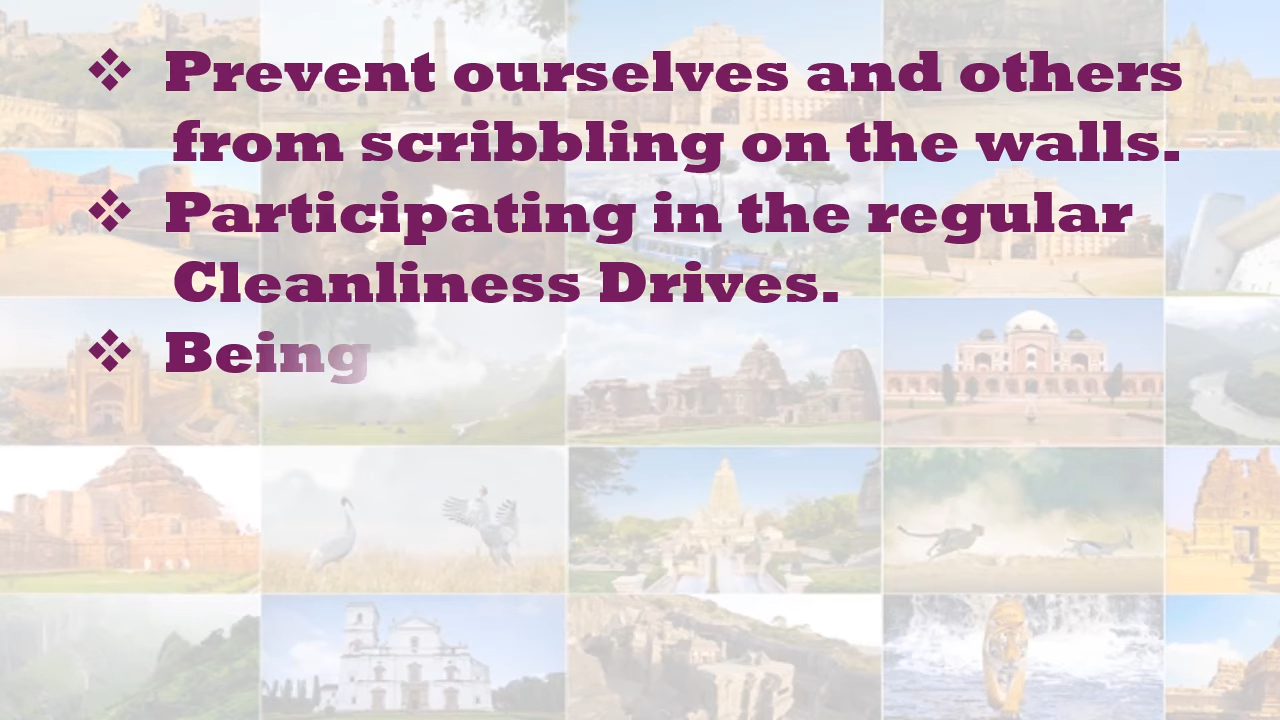 ❖ Prevent ourselves and others
from scribbling on the walls.
❖ Participating in the regular
Cleanliness Drives.
❖ Being